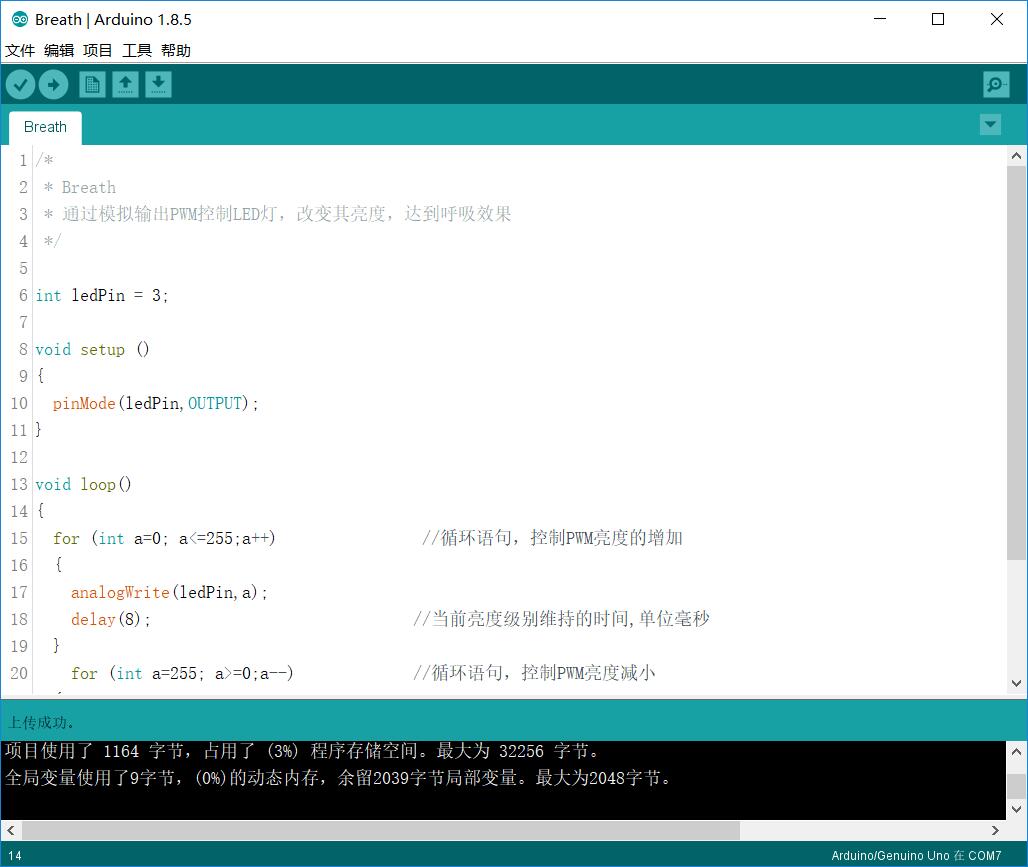 Breath | Arduino 1.8.5
文件 编辑 项目 工具 帮助
Breath
1 /*
2  * Breath
3  * 通过模拟输出PWM控制LED灯，改变其亮度，达到呼吸效果
4  */
5
6 int ledPin = 3;
7
8 void setup ()
9 {
10   pinMode(ledPin,OUTPUT);
11 }
12
13 void loop()
14 {
15   for (int a=0; a<=255;a++)                //循环语句，控制PWM亮度的增加
16   {
17     analogWrite(ledPin,a);
18     delay(8);                             //当前亮度级别维持的时间,单位毫秒
19   }
20     for (int a=255; a>=0;a--)             //循环语句，控制PWM亮度减小
上传成功。
项目使用了 1164 字节，占用了 (3%) 程序存储空间。最大为 32256 字节。
全局变量使用了9字节，(0%)的动态内存，余留2039字节局部变量。最大为2048字节。
14 Arduino/Genuino Uno 在 COM7